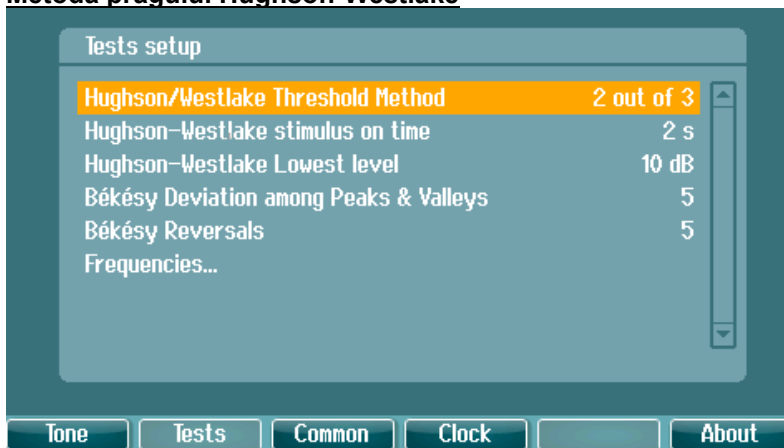 Metoda pragului Hughson-Westlake
Tests setup
Hughson/Westlake Threshold Method 2 out of 3
Hughson-Westlake stimulus on time 2 s
Hughson-Westlake Lowest level 10 dB
Békésy Deviation among Peaks & Valleys 5
Békésy Reversals 5
Frequencies...
Tone Tests Common Clock About